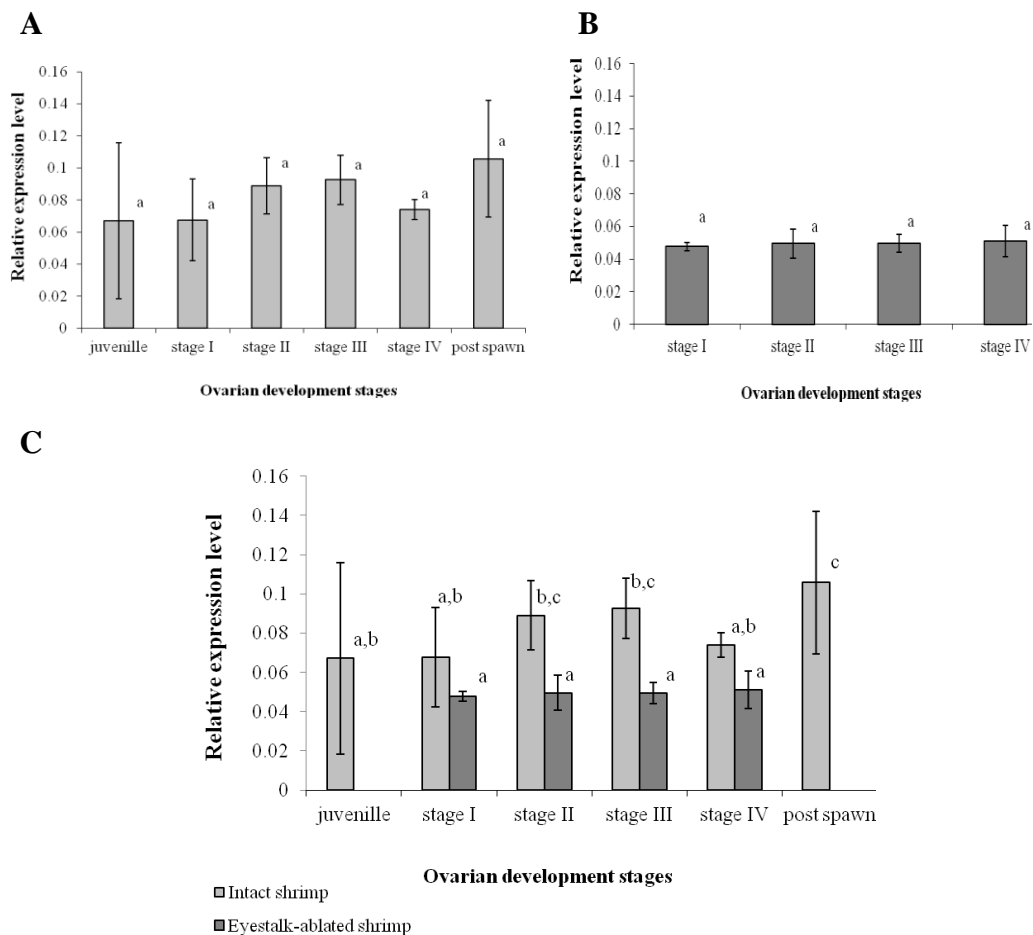 A
Relative expression level
0.16
0.14
0.12
0.1
0.08
0.06
0.04
0.02
0
a
a
a
a
a
a
juvenille stage I stage II stage III stage IV post spawn
Ovarian development stages
B
Relative expression level
0.16
0.14
0.12
0.1
0.08
0.06
0.04
0.02
0
a
a
a
a
stage I stage II stage III stage IV
Ovarian development stages
C
Relative expression level
0.16
0.14
0.12
0.1
0.08
0.06
0.04
0.02
0
a,b
a,b
a
b,c
a
b,c
a
a,b
a
c
juvenille stage I stage II stage III stage IV post spawn
Ovarian development stages
Intact shrimp
Eyestalk-ablated shrimp